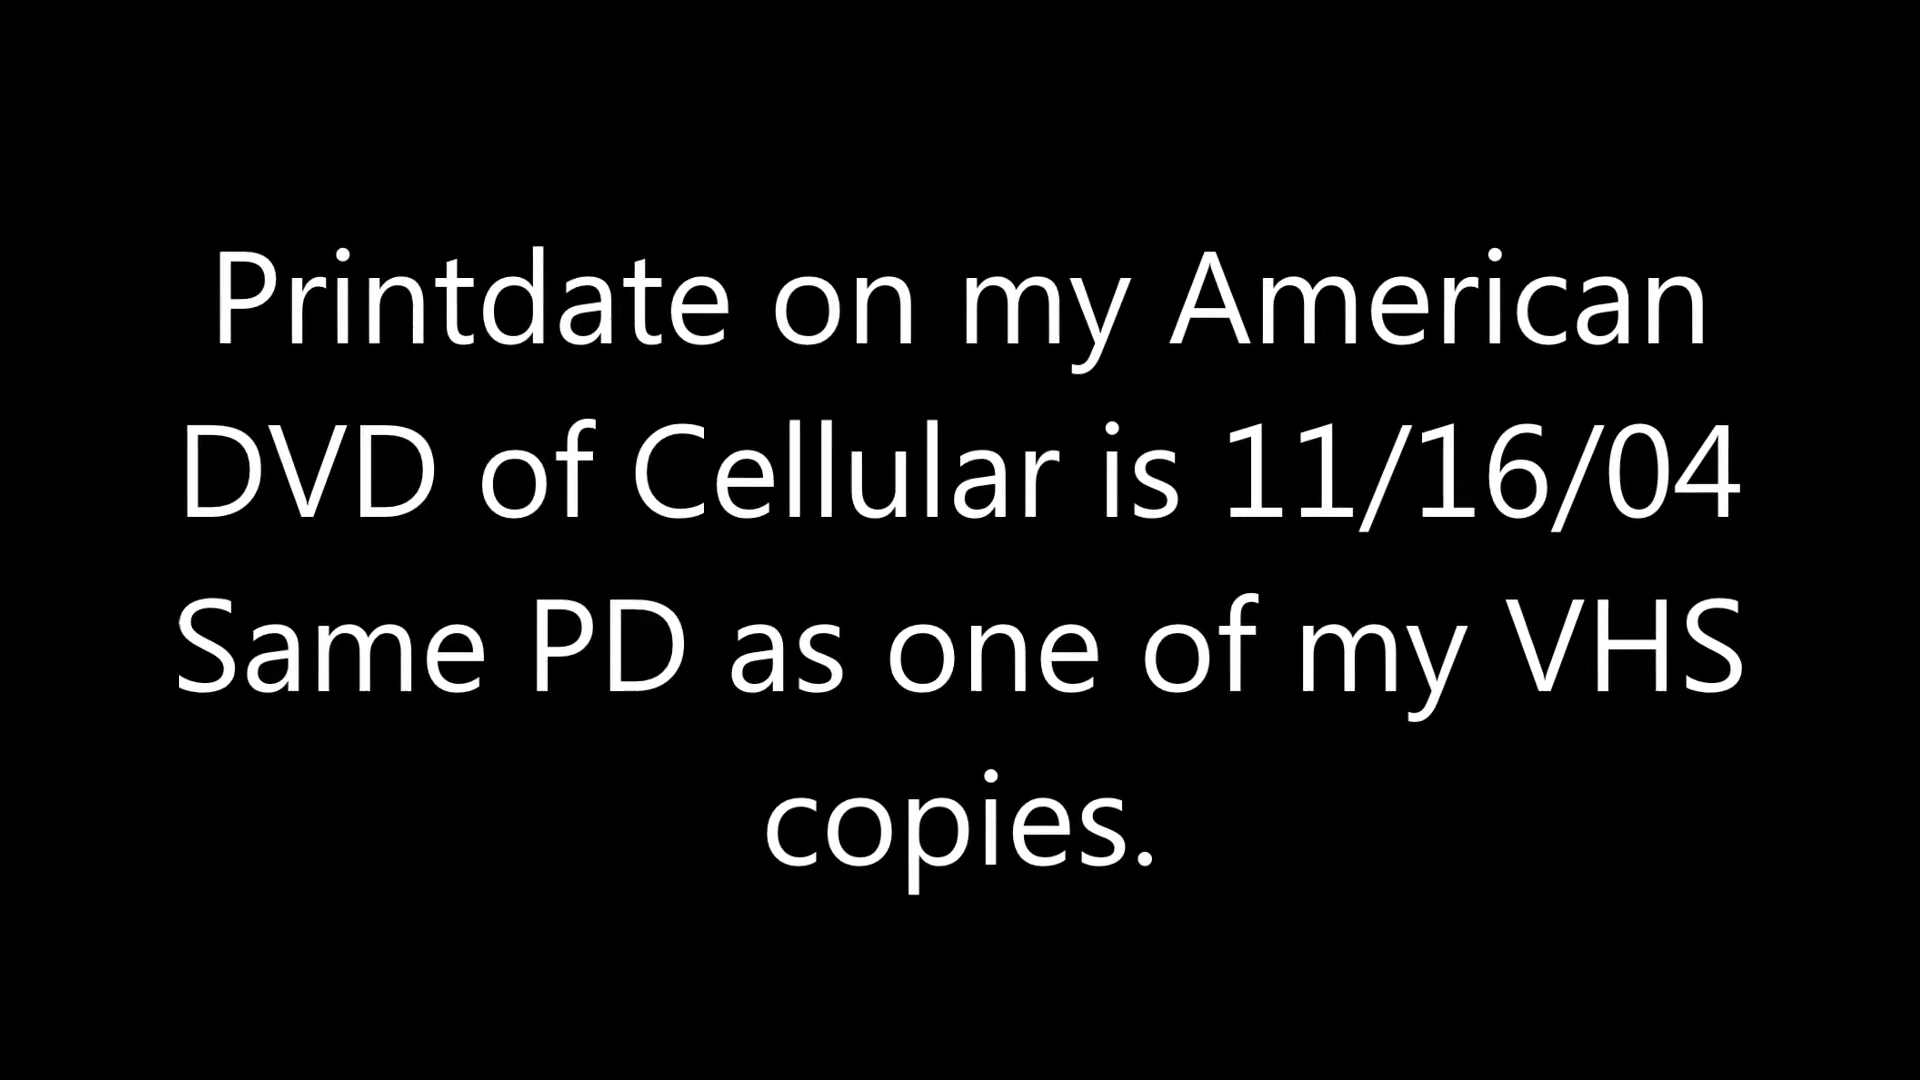 Printdate on my American
DVD of Cellular is 11/16/04
Same PD as one of my VHS
copies.